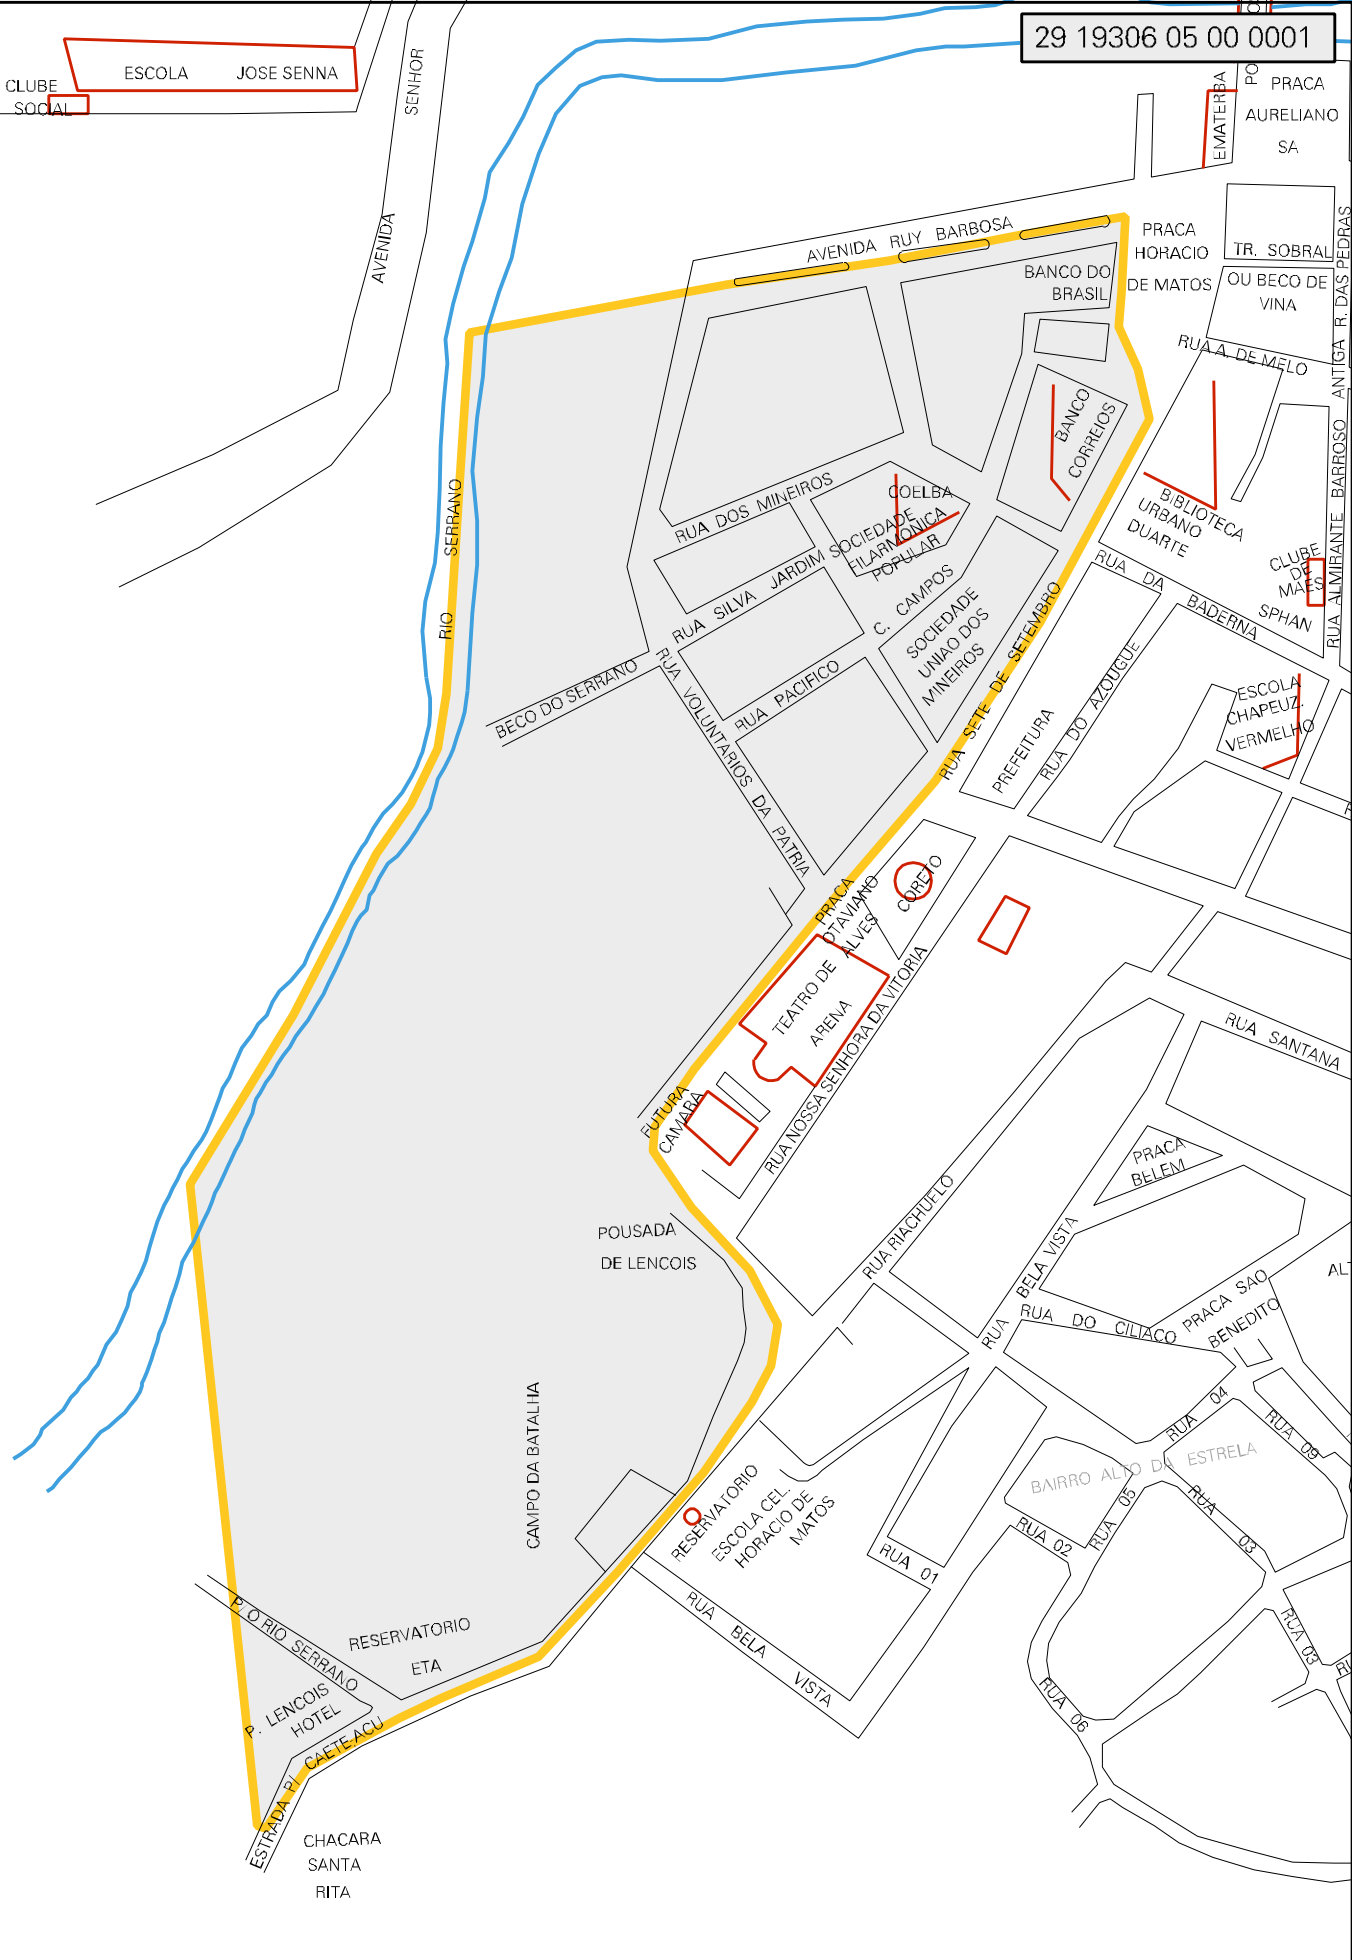 29 19306 05 00 0001
ESCOLA JOSE SENNA
CLUBE
SOCIAL
SENHOR
AVENIDA
EMATERBA
PRACA
AURELIANO
SA
AVENIDA RUY BARBOSA
PRACA
HORACIO
DE MATOS
TR. SOBRAL
OU BECO DE
VINA
BANCO DO
BRASIL
RUA A. DE MELO
RUA ALMIRANTE BARROSO ANTIGA R. DAS PEDRAS
BANCO
CORREIOS
RIO SERRANO
RUA DOS MINEIROS
COELBA
SOCIEDADE
FILARMONICA
POPULAR
BIBLIOTECA
URBANO
DUARTE
CLUBE
DE
MAES
SPHAN
RUA DA BADERNA
RUA SILVA JARDIM
C. CAMPOS
SOCIEDADE
UNIAO DOS
MINEIROS
RUA SETE DE SETEMBRO
BECO DO SERRANO
RUA PACIFICO
RUA VOLUNTARIOS DA PATRIA
PREFEITURA
RUA DO AZOUGUE
ESCOLA
CHAPEUZ.
VERMELHO
PRACA
OTAVIANO
ALVES
CORETO
TEATRO DE
ARENA
RUA NOSSA SENHORA DA VITORIA
RUA SANTANA
FUTURA
CAMARA
PRACA
BELEM
POUSADA
DE LENCOIS
RUA RIACHUELO
RUA BELA VISTA
RUA DO CILIACO
PRACA SAO
BENEDITO
CAMPO DA BATALHA
RUA 04
RUA 09
BAIRRO ALTO DA ESTRELA
RESERVATORIO
ESCOLA CEL.
HORACIO DE
MATOS
RUA 05
RUA 03
RUA 02
RUA 01
RUA BELA VISTA
RUA 03
RUA 06
P/ O RIO SERRANO
RESERVATORIO
ETA
P. LENCOIS
HOTEL
ESTRADA P/ CAETE-ACU
CHACARA
SANTA
RITA